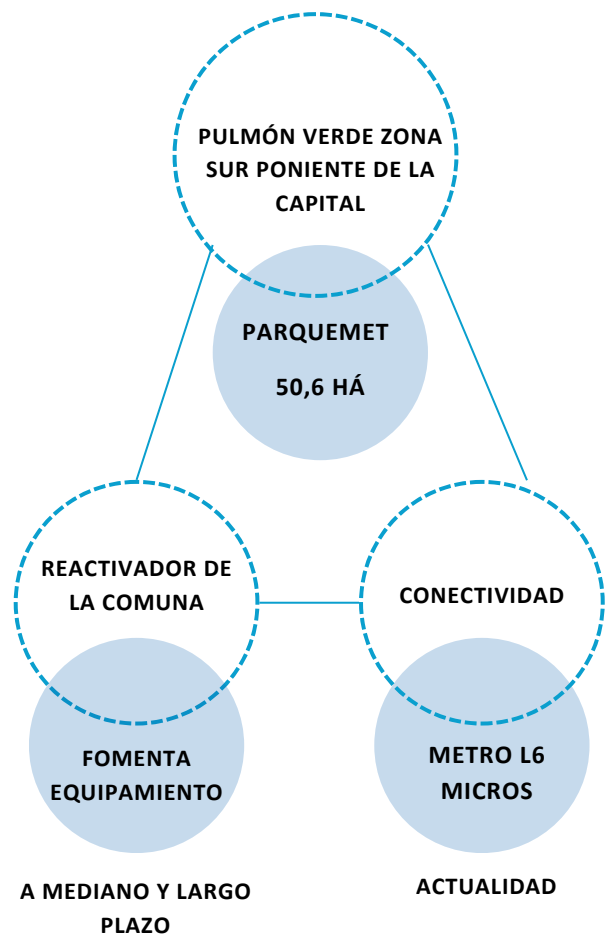 PULMÓN VERDE ZONA
SUR PONIENTE DE LA
CAPITAL
PARQUEMET
50,6 HÁ
REACTIVADOR DE
LA COMUNA
FOMENTA
EQUIPAMIENTO
A MEDIANO Y LARGO
PLAZO
CONECTIVIDAD
METRO L6
MICROS
ACTUALIDAD